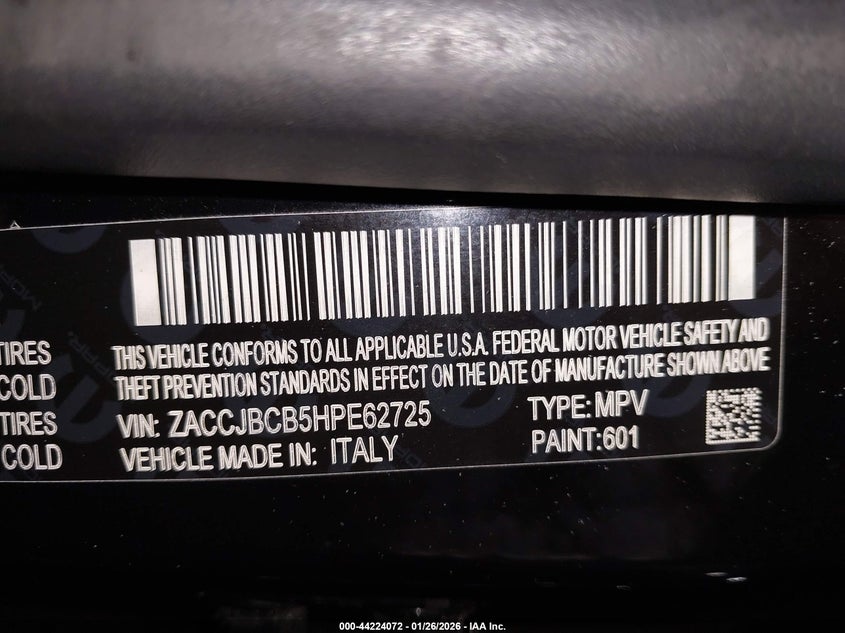 TIRES
COLD
TIRES
COLD
THIS VEHICLE CONFORMS TO ALL APPLICABLE U.S.A. FEDERAL MOTOR VEHICLE SAFETY AND
THEFT PREVENTION STANDARDS IN EFFECT ON THE DATE OF MANUFACTURE SHOWN ABOVE
VIN: ZACCJBCB5HPE62725
TYPE: MPV
VEHICLE MADE IN: ITALY
PAINT:601
000-44224072 - 01/26/2026 - IAA Inc.